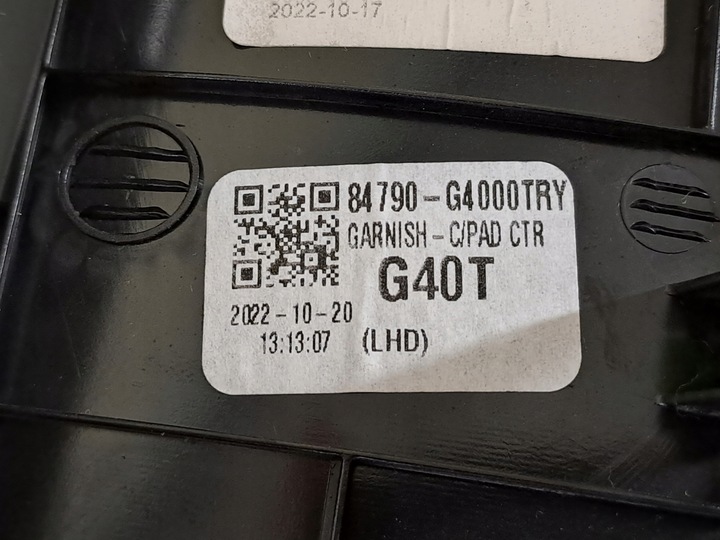 2022-10-17
84790-G4000TRY
GARNISH-C/PAD CTR
G40T
2022-10-20
13:13:07 (LHD)